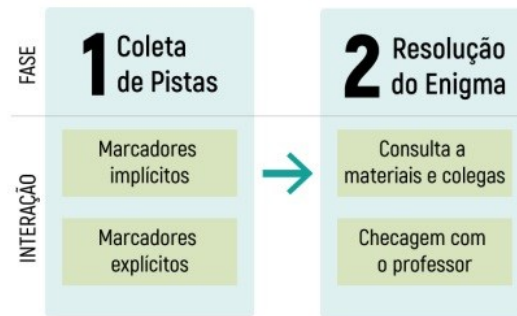 FASE
1 Coleta
de Pistas
2 Resolução
do Enigma
INTERAÇÃO
Marcadores
implícitos
Consulta a
materiais e colegas
Marcadores
explícitos
Checagem com
o professor